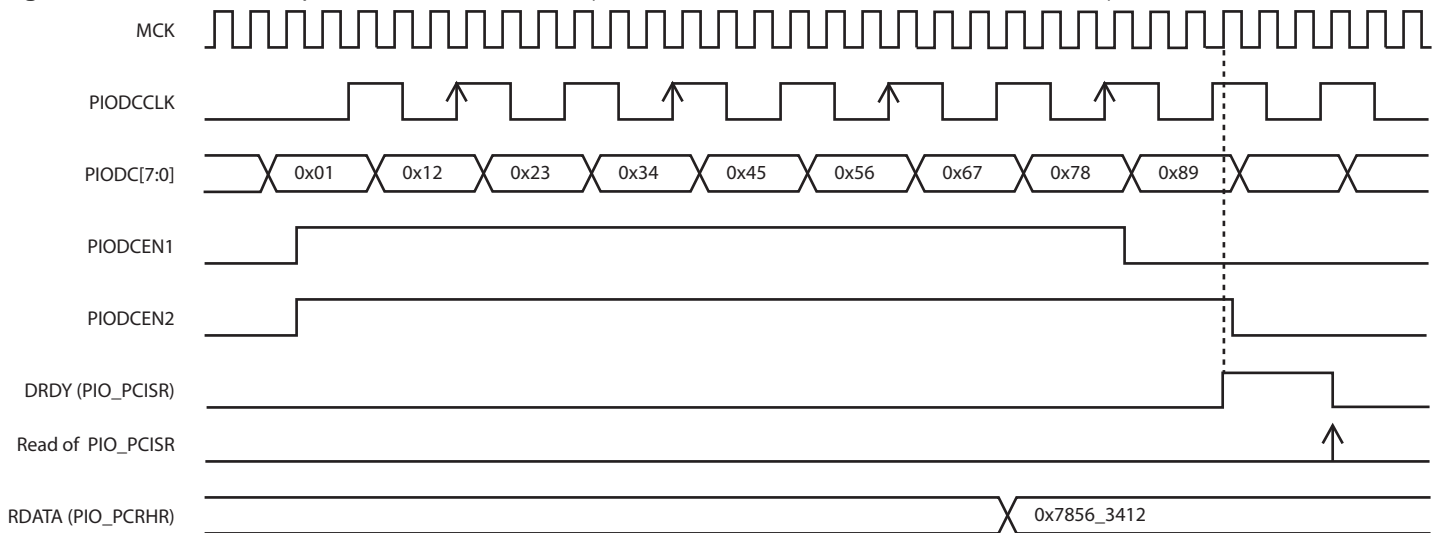 MCK
PIODCCLK
PIODC[7:0]
0x01 0x12 0x23 0x34 0x45 0x56 0x67 0x78 0x89
PIODCEN1
PIODCEN2
DRDY (PIO_PCISR)
Read of PIO_PCISR
RDATA (PIO_PCRHR)
0x7856_3412